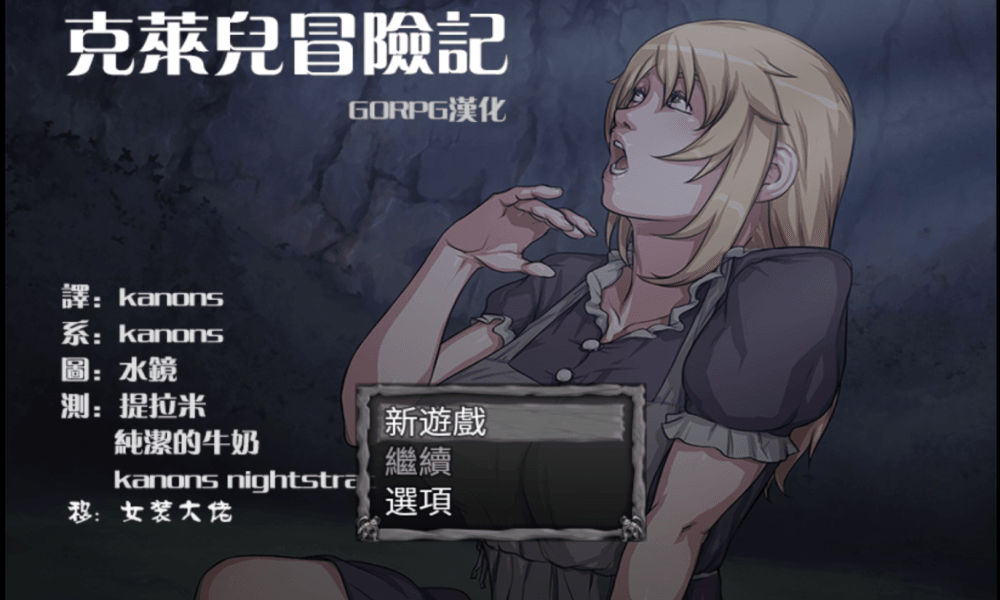 克萊兒冒險記
GORPG漢化
譯：kanons
系：kanons
圖：水鏡
測：提拉米
純潔的牛奶
kanons nightstra
移：女装大佬
新遊戲
繼續
選項